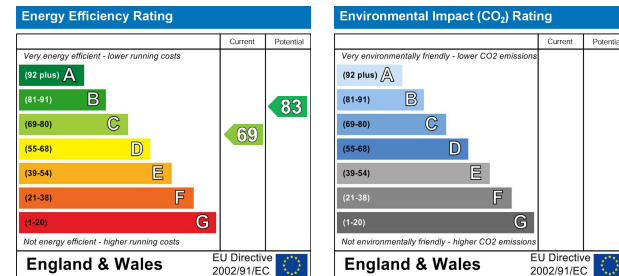 Energy Efficiency Rating
Current Potential
Very energy efficient - lower running costs
(92 plus) A
(81-91) B
83
(69-80) C
69
(55-68) D
(39-54) E
(21-38) F
(1-20) G
Not energy efficient - higher running costs
England & Wales
EU Directive
2002/91/EC
Environmental Impact (CO₂) Rating
Current Potentia
Very environmentally friendly - lower CO2 emissions
(92 plus) A
(81-91) B
(69-80) C
(55-68) D
(39-54) E
(21-38) F
(1-20) G
Not environmentally friendly - higher CO2 emissions
England & Wales
EU Directive
2002/91/EC